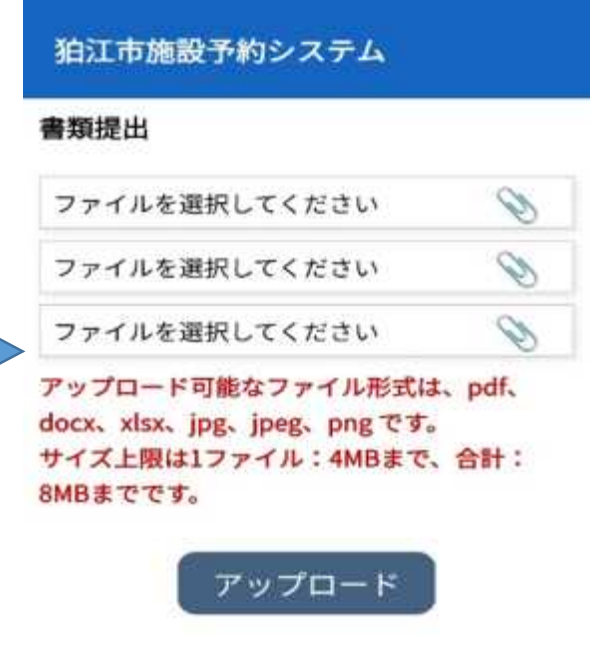 狛江市施設予約システム
書類提出
ファイルを選択してください
ファイルを選択してください
ファイルを選択してください
アップロード可能なファイル形式は、pdf、
docx、xlsx、jpg、jpeg、png です。
サイズ上限は1ファイル：4MBまで、合計：
8MBまでです。
アップロード